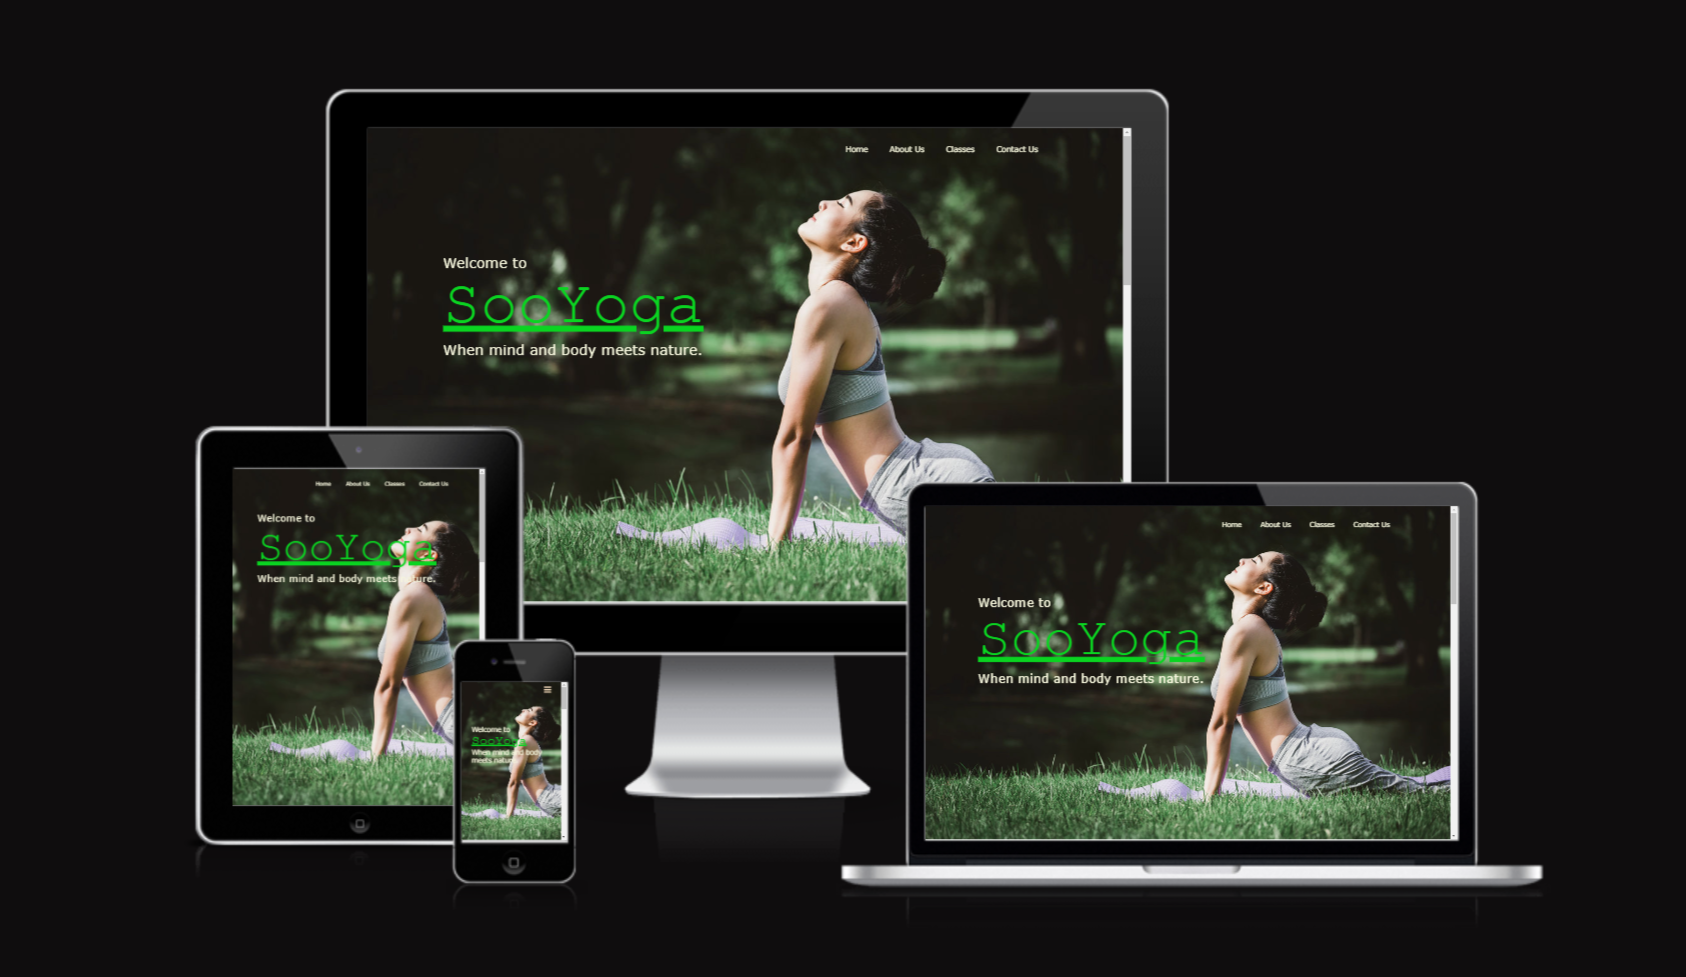 Home About Us Classes Contact Us
Welcome to
SooYoga
When mind and body meets nature.
Home About Us Classes Contact Us
Welcome to
SooYoga
When mind and body meets nature.
Welcome to
SooYoga
When mind and body
meets nature.
Home About Us Classes Contact Us
Welcome to
SooYoga
When mind and body meets nature.